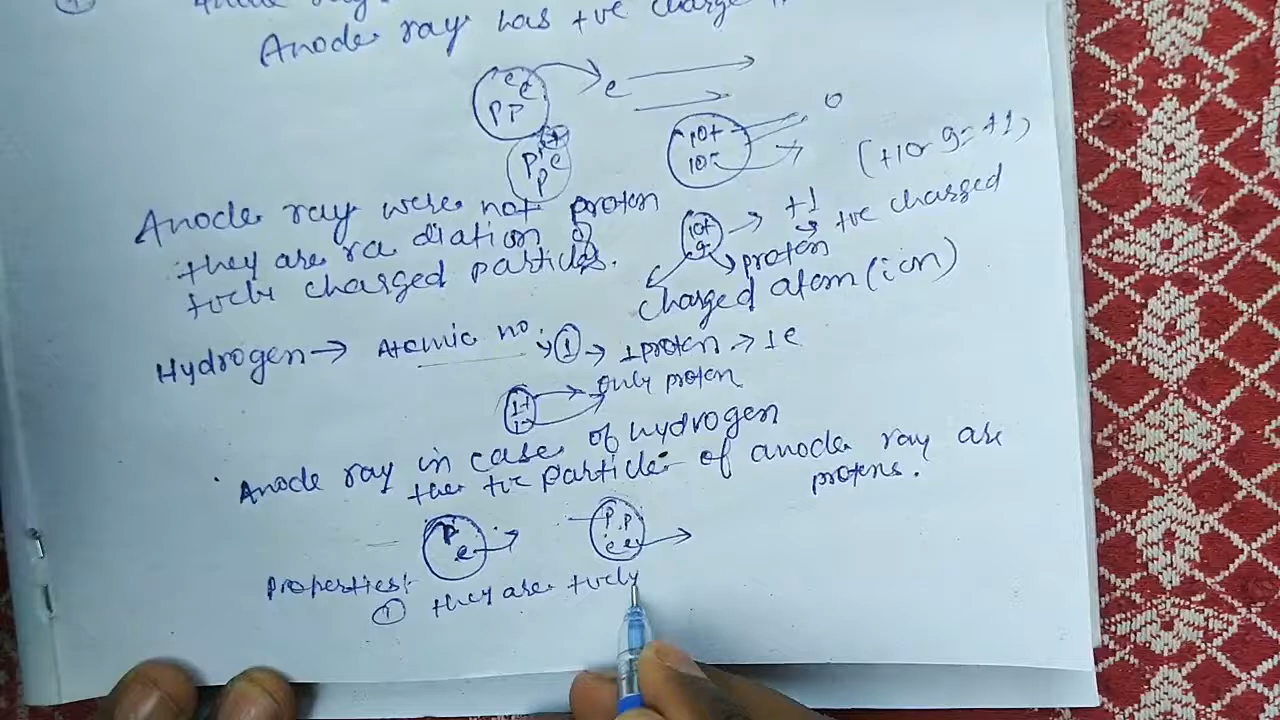 ①
Anode ray has +ve charge
e e
P P
e
P P e
P
10+
10-
(+10 - 9 = +1)
Anode ray were not proton
they are radiation of
+vely charged particles.
10+
9-
+1
+ve charged
proton
charged atom (ion)
Hydrogen → Atomic no. → ① → 1 proton → 1e
1+
1-
only proton
Anode ray in case of hydrogen
the +ve particle of anode ray are
protons.
P
e
P P
e e
Properties:
① they are +vely